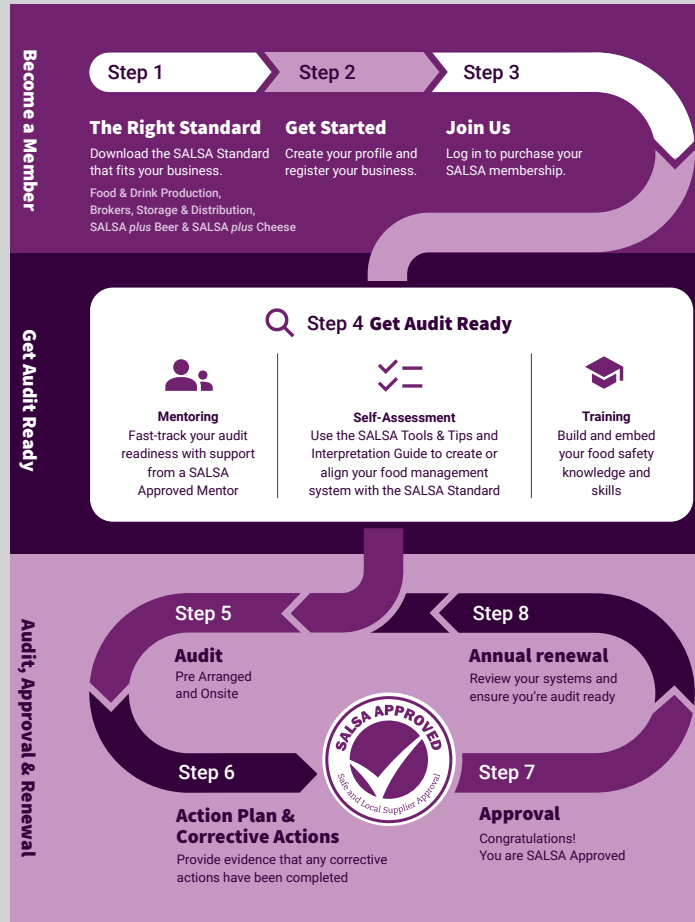 Become a Member
Step 1
Step 2
Step 3
The Right Standard
Download the SALSA Standard
that fits your business.
Food & Drink Production,
Brokers, Storage & Distribution,
SALSA plus Beer & SALSA plus Cheese
Get Started
Create your profile and
register your business.
Join Us
Log in to purchase your
SALSA membership.
Get Audit Ready
Step 4 Get Audit Ready
Mentoring
Fast-track your audit
readiness with support
from a SALSA
Approved Mentor
Self-Assessment
Use the SALSA Tools & Tips and
Interpretation Guide to create or
align your food management
system with the SALSA Standard
Training
Build and embed
your food safety
knowledge and
skills
Audit, Approval & Renewal
Step 5
Audit
Pre Arranged
and Onsite
Step 8
Annual renewal
Review your systems and
ensure you're audit ready
Step 6
Action Plan &
Corrective Actions
Provide evidence that any corrective
actions have been completed
SALSA APPROVED
Safe and Local Supplier Approval
Step 7
Approval
Congratulations!
You are SALSA Approved